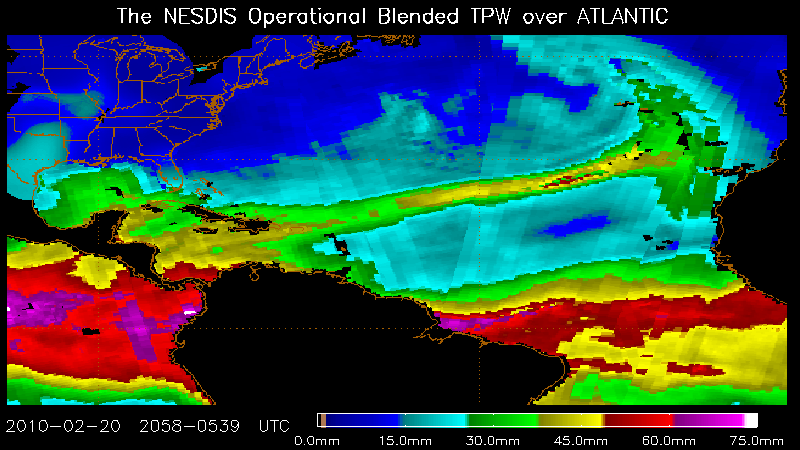 The NESDIS Operational Blended TPW over ATLANTIC
2010-02-20 2058-0539 UTC
0.0mm 15.0mm 30.0mm 45.0mm 60.0mm 75.0mm